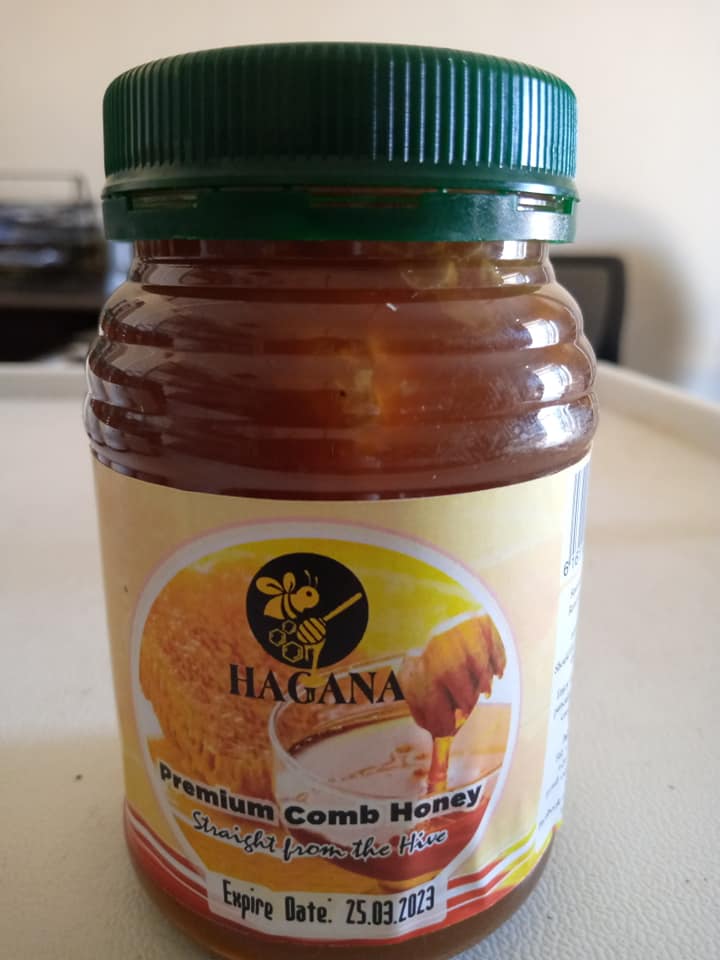 HAGANA
Premium Comb Honey
Straight from the Hive
Expire Date: 25.03.2023